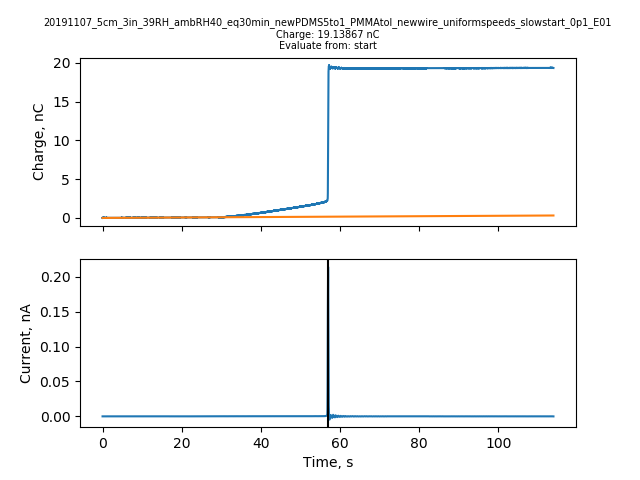 20191107_5cm_3in_39RH_ambRH40_eq30min_newPDMS5to1_PMMAtol_newwire_uniformspeeds_slowstart_0p1_E01
Charge: 19.13867 nC
Evaluate from: start
20
15
10
5
0
Charge, nC
0.20
0.15
0.10
0.05
0.00
Current, nA
0 20 40 60 80 100
Time, s